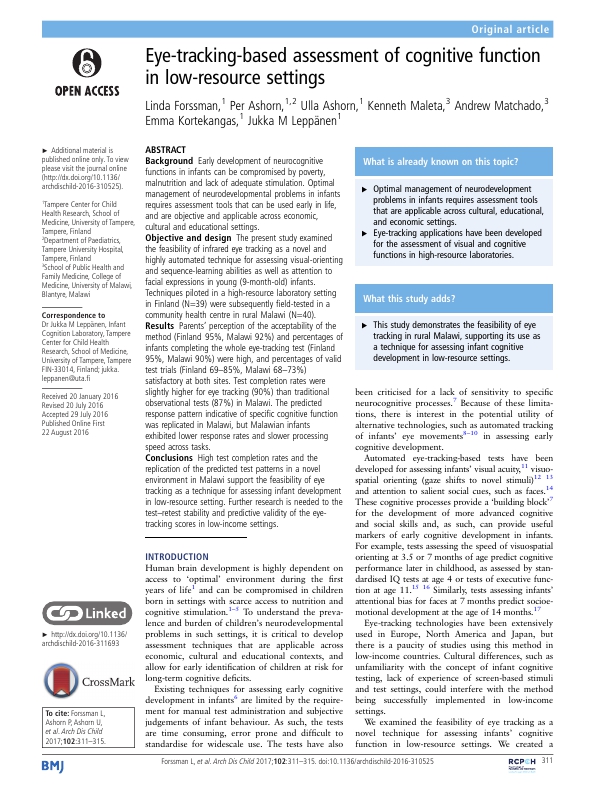 Original article
OPEN ACCESS
Eye-tracking-based assessment of cognitive function
in low-resource settings
Linda Forssman,1 Per Ashorn,1,2 Ulla Ashorn,1 Kenneth Maleta,3 Andrew Matchado,3
Emma Kortekangas,1 Jukka M Leppänen1
► Additional material is
published online only. To view
please visit the journal online
(http://dx.doi.org/10.1136/
archdischild-2016-310525).
1Tampere Center for Child
Health Research, School of
Medicine, University of Tampere,
Tampere, Finland
2Department of Paediatrics,
Tampere University Hospital,
Tampere, Finland
3School of Public Health and
Family Medicine, College of
Medicine, University of Malawi,
Blantyre, Malawi
Correspondence to
Dr Jukka M Leppänen, Infant
Cognition Laboratory, Tampere
Center for Child Health
Research, School of Medicine,
University of Tampere, Tampere
FIN-33014, Finland; jukka.
leppanen@uta.fi
Received 20 January 2016
Revised 20 July 2016
Accepted 29 July 2016
Published Online First
22 August 2016
Linked
► http://dx.doi.org/10.1136/
archdischild-2016-311693
CrossMark
To cite: Forssman L,
Ashorn P, Ashorn U,
et al. Arch Dis Child
2017;102:311–315.
ABSTRACT
Background Early development of neurocognitive
functions in infants can be compromised by poverty,
malnutrition and lack of adequate stimulation. Optimal
management of neurodevelopmental problems in infants
requires assessment tools that can be used early in life,
and are objective and applicable across economic,
cultural and educational settings.
Objective and design The present study examined
the feasibility of infrared eye tracking as a novel and
highly automated technique for assessing visual-orienting
and sequence-learning abilities as well as attention to
facial expressions in young (9-month-old) infants.
Techniques piloted in a high-resource laboratory setting
in Finland (N=39) were subsequently field-tested in a
community health centre in rural Malawi (N=40).
Results Parents' perception of the acceptability of the
method (Finland 95%, Malawi 92%) and percentages of
infants completing the whole eye-tracking test (Finland
95%, Malawi 90%) were high, and percentages of valid
test trials (Finland 69–85%, Malawi 68–73%)
satisfactory at both sites. Test completion rates were
slightly higher for eye tracking (90%) than traditional
observational tests (87%) in Malawi. The predicted
response pattern indicative of specific cognitive function
was replicated in Malawi, but Malawian infants
exhibited lower response rates and slower processing
speed across tasks.
Conclusions High test completion rates and the
replication of the predicted test patterns in a novel
environment in Malawi support the feasibility of eye
tracking as a technique for assessing infant development
in low-resource setting. Further research is needed to the
test–retest stability and predictive validity of the eye-
tracking scores in low-income settings.
INTRODUCTION
Human brain development is highly dependent on
access to 'optimal' environment during the first
years of life1 and can be compromised in children
born in settings with scarce access to nutrition and
cognitive stimulation.1–5 To understand the preva-
lence and burden of children's neurodevelopmental
problems in such settings, it is critical to develop
assessment techniques that are applicable across
economic, cultural and educational contexts, and
allow for early identification of children at risk for
long-term cognitive deficits.
Existing techniques for assessing early cognitive
development in infants6 are limited by the require-
ment for manual test administration and subjective
judgements of infant behaviour. As such, the tests
are time consuming, error prone and difficult to
standardise for widescale use. The tests have also
What is already known on this topic?
► Optimal management of neurodevelopment
problems in infants requires assessment tools
that are applicable across cultural, educational,
and economic settings.
► Eye-tracking applications have been developed
for the assessment of visual and cognitive
functions in high-resource laboratories.
What this study adds?
► This study demonstrates the feasibility of eye
tracking in rural Malawi, supporting its use as
a technique for assessing infant cognitive
development in low-resource settings.
been criticised for a lack of sensitivity to specific
neurocognitive processes.7 Because of these limita-
tions, there is interest in the potential utility of
alternative technologies, such as automated tracking
of infants' eye movements8–10 in assessing early
cognitive development.
Automated eye-tracking-based tests have been
developed for assessing infants' visual acuity,11 visuo-
spatial orienting (gaze shifts to novel stimuli)12 13
and attention to salient social cues, such as faces.14
These cognitive processes provide a 'building block'7
for the development of more advanced cognitive
and social skills and, as such, can provide useful
markers of early cognitive development in infants.
For example, tests assessing the speed of visuospatial
orienting at 3.5 or 7 months of age predict cognitive
performance later in childhood, as assessed by stan-
dardised IQ tests at age 4 or tests of executive func-
tion at age 11.15 16 Similarly, tests assessing infants'
attentional bias for faces at 7 months predict socioe-
motional development at the age of 14 months.17
Eye-tracking technologies have been extensively
used in Europe, North America and Japan, but
there is a paucity of studies using this method in
low-income countries. Cultural differences, such as
unfamiliarity with the concept of infant cognitive
testing, lack of experience of screen-based stimuli
and test settings, could interfere with the method
being successfully implemented in low-income
settings.
We examined the feasibility of eye tracking as a
novel technique for assessing infants' cognitive
function in low-resource settings. We created a
BMJ
Forssman L, et al. Arch Dis Child 2017;102:311–315. doi:10.1136/archdischild-2016-310525
RCPCH
311